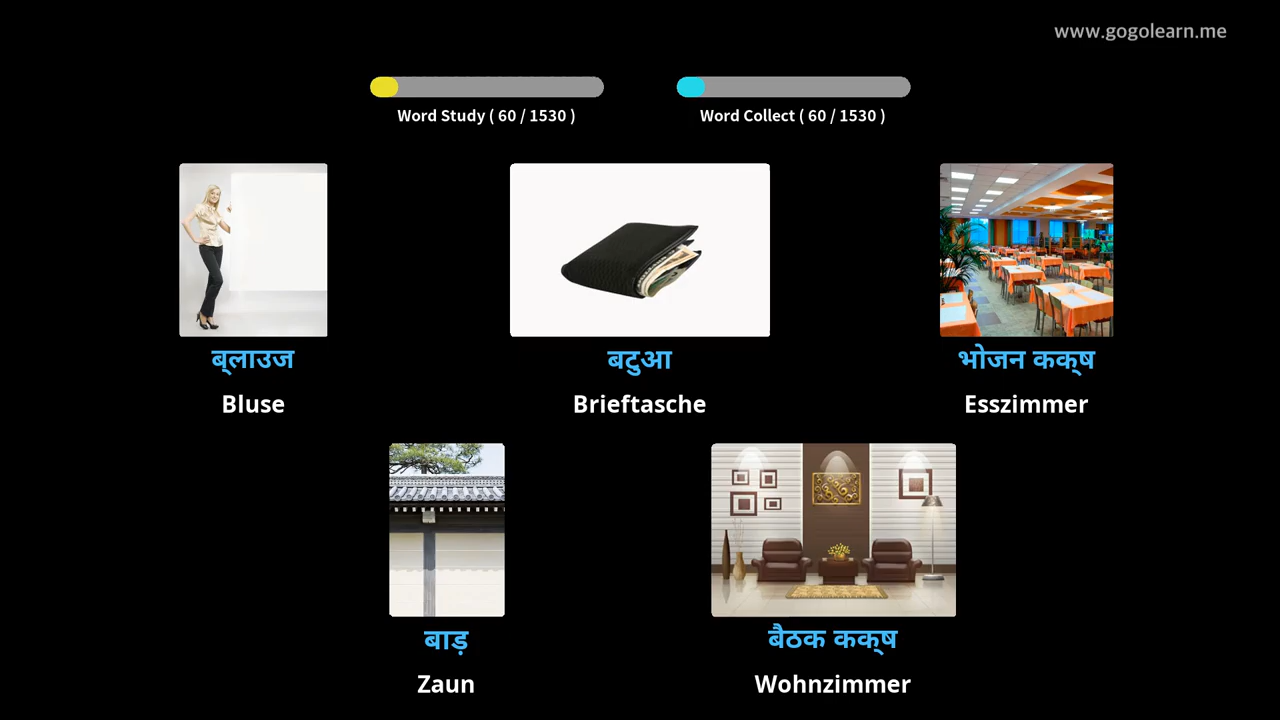 www.gogolearn.me
Word Study ( 60 / 1530 )
Word Collect ( 60 / 1530 )
ब्लाउज
बटुआ
भोजन कक्ष
Bluse
Brieftasche
Esszimmer
बाड़
बैठक कक्ष
Zaun
Wohnzimmer